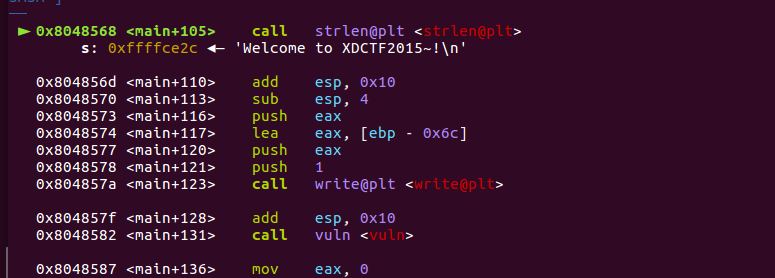 ► 0x8048568 <main+105> call strlen@plt <strlen@plt>
s: 0xffffce2c ◂— 'Welcome to XDCTF2015~!\n'
0x804856d <main+110> add esp, 0x10
0x8048570 <main+113> sub esp, 4
0x8048573 <main+116> push eax
0x8048574 <main+117> lea eax, [ebp - 0x6c]
0x8048577 <main+120> push eax
0x8048578 <main+121> push 1
0x804857a <main+123> call write@plt <write@plt>
0x804857f <main+128> add esp, 0x10
0x8048582 <main+131> call vuln <vuln>
0x8048587 <main+136> mov eax, 0